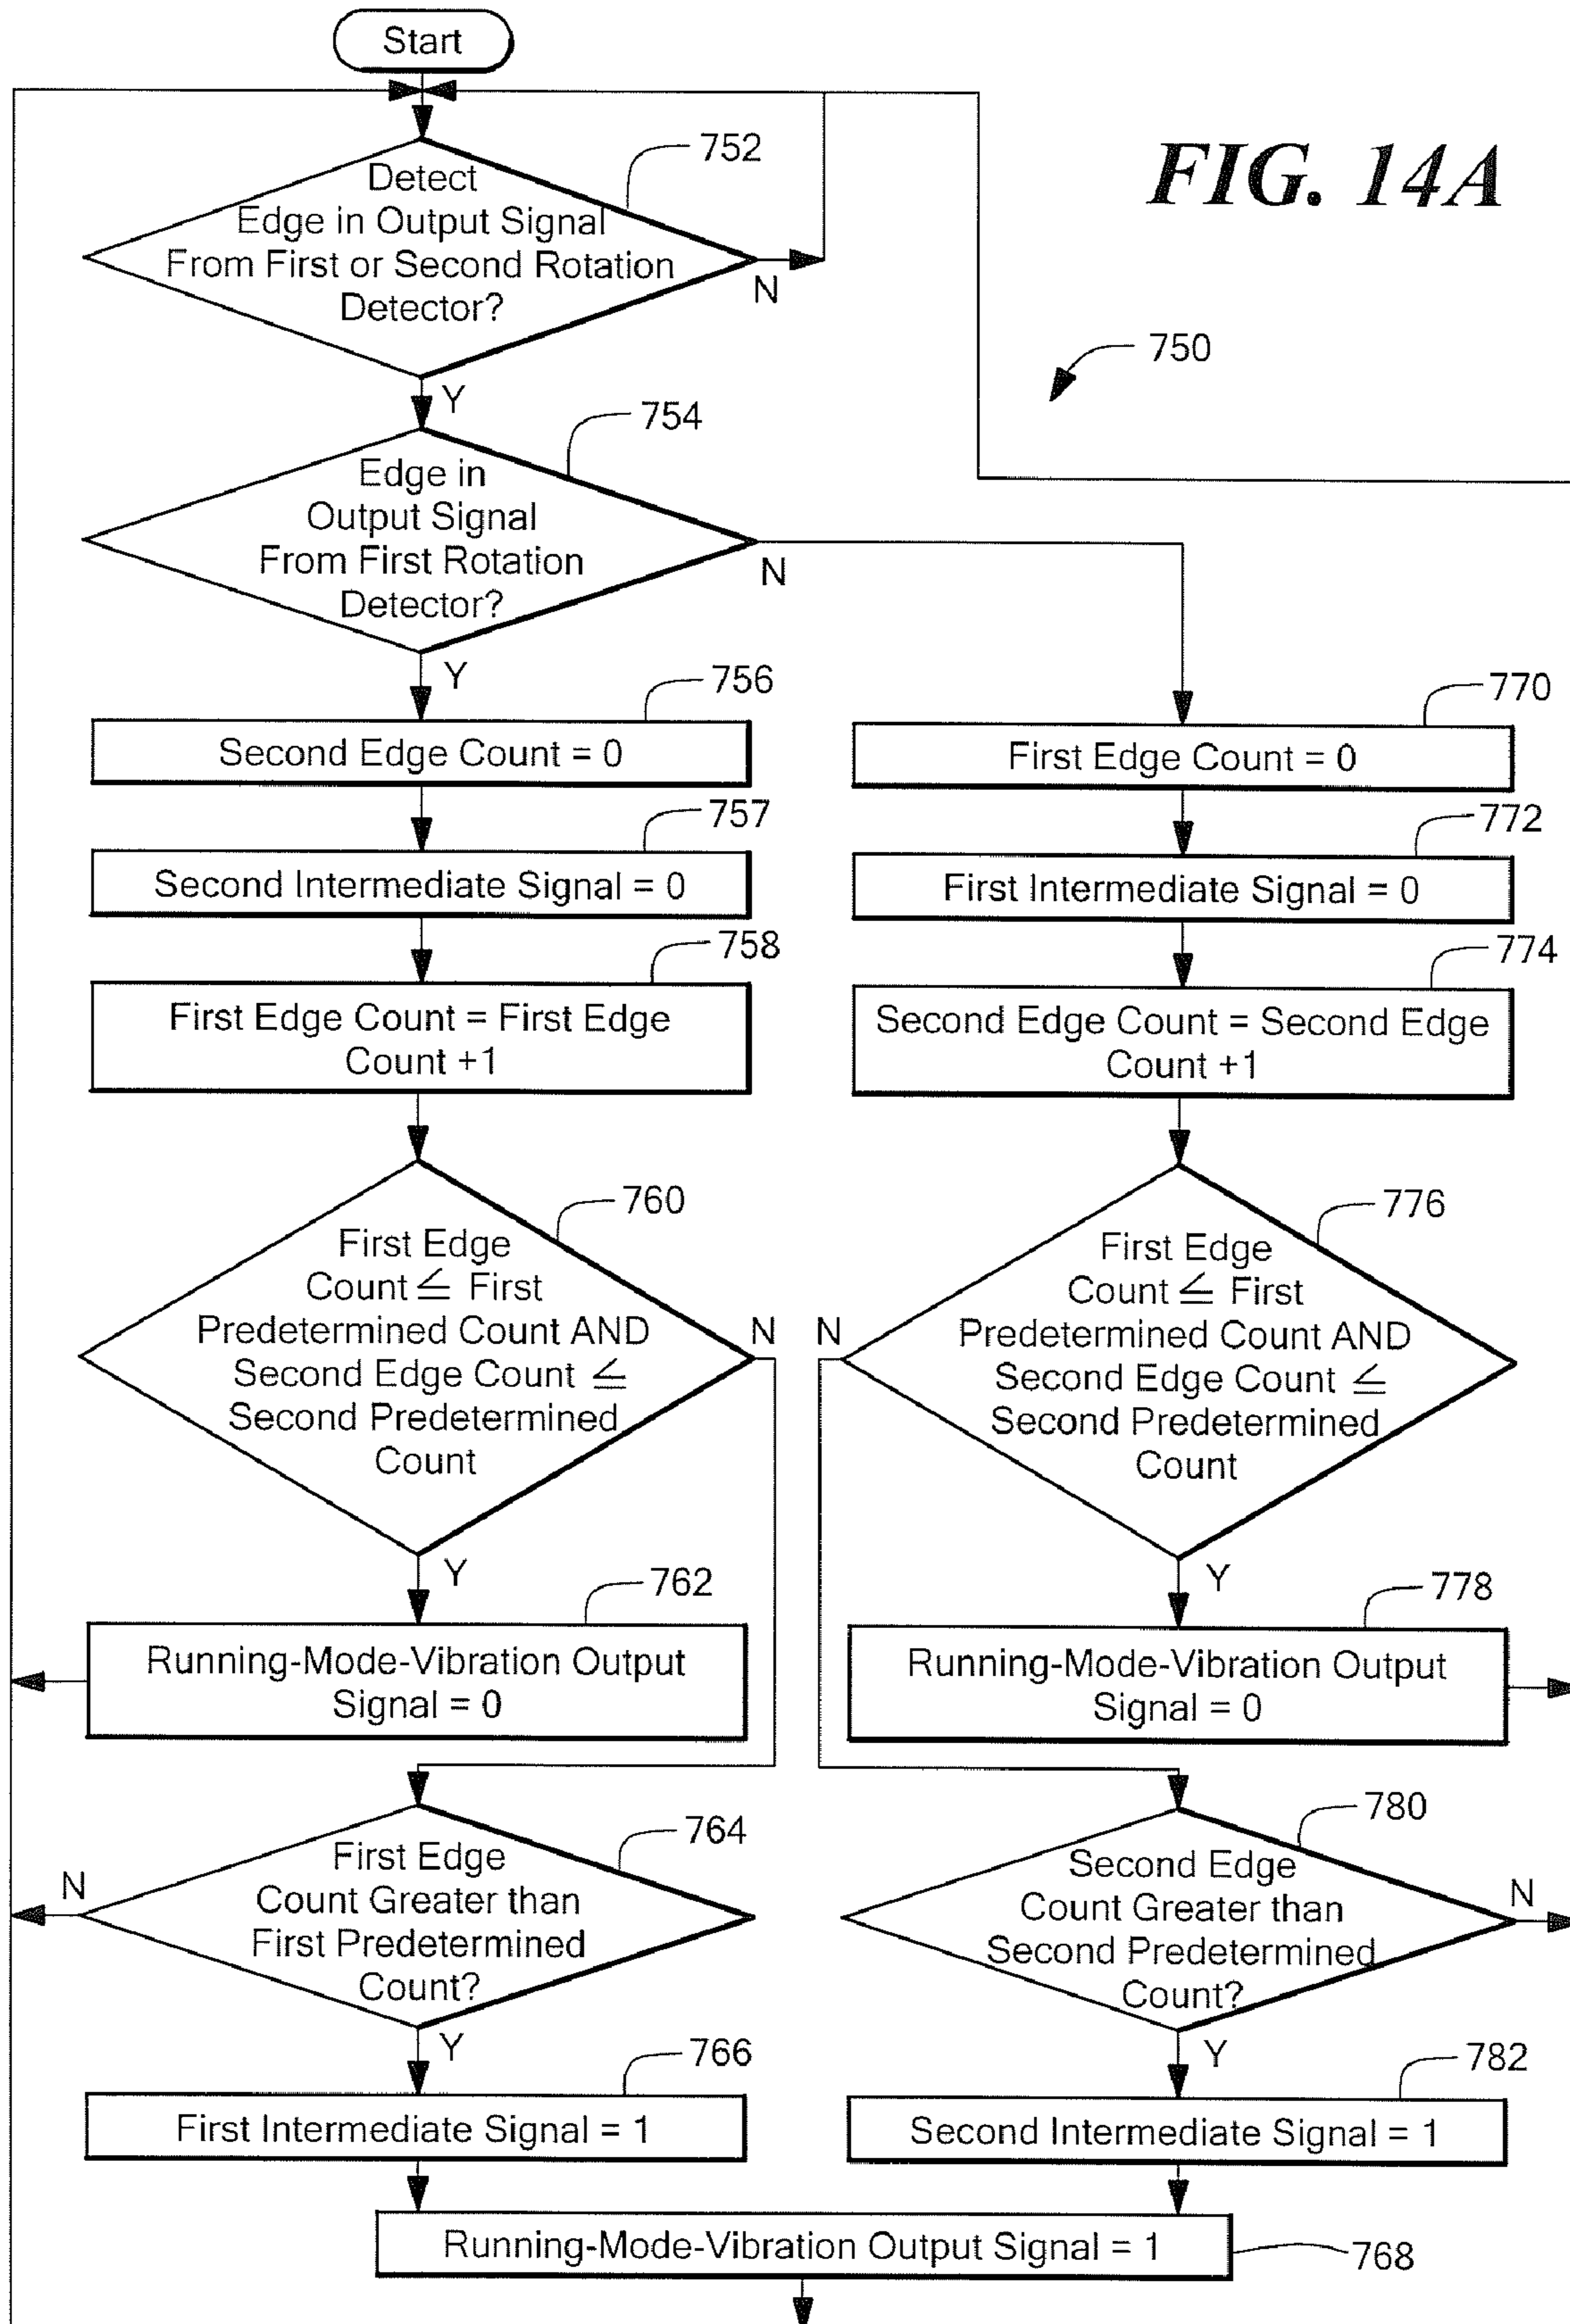 Start
FIG. 14A
752
Detect
Edge in Output Signal
From First or Second Rotation
Detector?
N
750
Y
754
Edge in
Output Signal
From First Rotation
Detector?
N
Y
756
Second Edge Count = 0
770
First Edge Count = 0
757
Second Intermediate Signal = 0
772
First Intermediate Signal = 0
758
First Edge Count = First Edge
Count +1
774
Second Edge Count = Second Edge
Count +1
760
First Edge
Count ≤ First
Predetermined Count AND
Second Edge Count ≤
Second Predetermined
Count
N
Y
776
First Edge
Count ≤ First
Predetermined Count AND
Second Edge Count ≤
Second Predetermined
Count
N
Y
762
Running-Mode-Vibration Output
Signal = 0
778
Running-Mode-Vibration Output
Signal = 0
764
First Edge
Count Greater than
First Predetermined
Count?
N
Y
780
Second Edge
Count Greater than
Second Predetermined
Count?
N
Y
766
First Intermediate Signal = 1
782
Second Intermediate Signal = 1
Running-Mode-Vibration Output Signal = 1
768